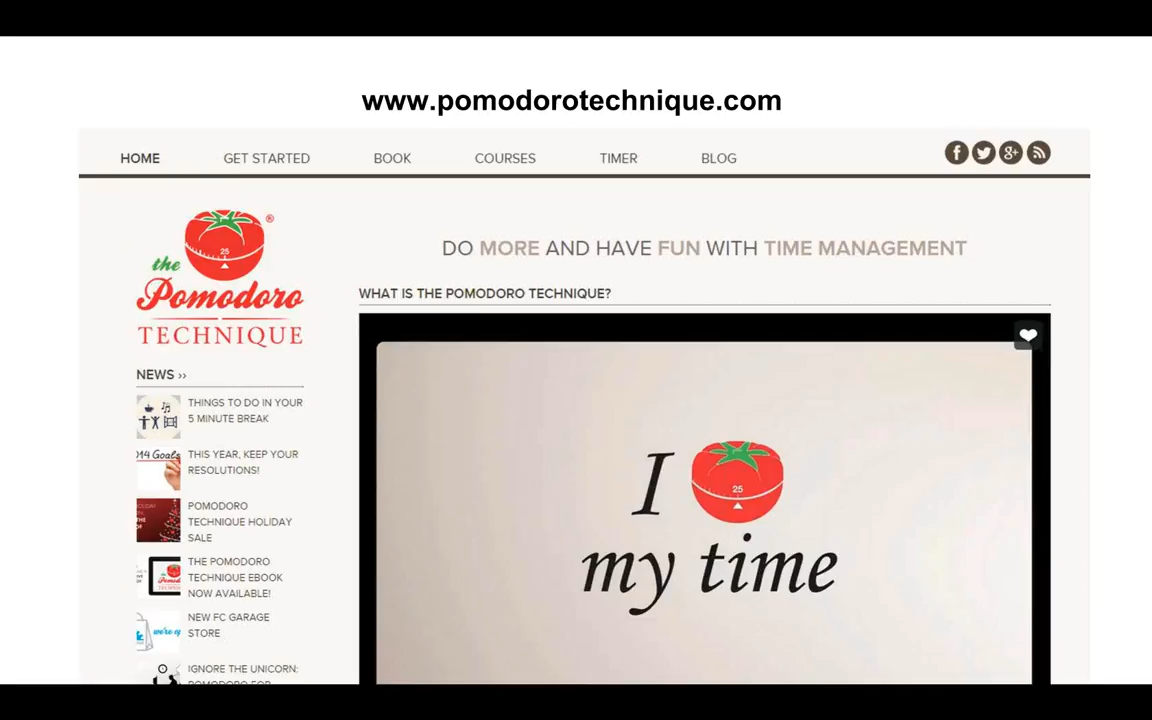 www.pomodorotechnique.com
HOME GET STARTED BOOK COURSES TIMER BLOG
25
the
Pomodoro
TECHNIQUE
®
DO MORE AND HAVE FUN WITH TIME MANAGEMENT
WHAT IS THE POMODORO TECHNIQUE?
I
25
my time
NEWS ››
THINGS TO DO IN YOUR
5 MINUTE BREAK
014 Goals
THIS YEAR, KEEP YOUR
RESOLUTIONS!
POMODORO
TECHNIQUE HOLIDAY
SALE
THE POMODORO
TECHNIQUE EBOOK
NOW AVAILABLE!
NEW FC GARAGE
STORE
IGNORE THE UNICORN: